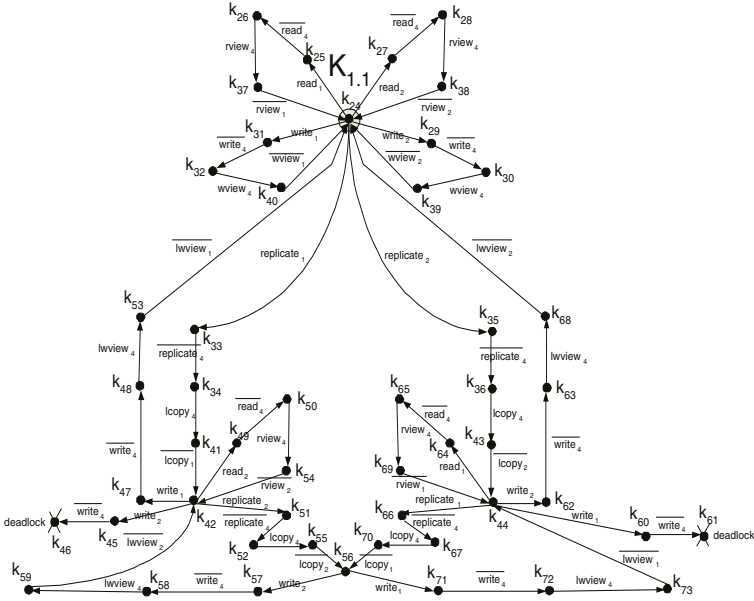 k26
k28
read4
read4
k25
k27
rview4
rview4
K1.1
k37
read1
read2
k38
rview1
k24
rview2
k31
write1
write2
k29
write4
write4
wview1
wview2
k32
k30
wview4
wview4
k40
k39
lwview1
replicate1
replicate2
lwview2
k53
k35
k68
k33
replicate4
replicate4
lwview4
lwview4
k48
k34
k65
k36
k63
read4
k50
read4
lcopy4
lcopy4
k49
k41
k43
write4
rview4
k64
write4
lcopy1
read2
k54
k69
read1
lcopy2
k47
write1
rview2
rview1
write2
k62
k42
replicate2
k51
replicate1
k66
k44
write4
write2
replicate4
replicate4
write1
k60
write4
k61
deadlock
k46
k45
lwview2
k52
lcopy4
k55
k70
lcopy4
k67
deadlock
lcopy2
k56
lcopy1
lwview1
k59
lwview4
k58
write4
k57
write2
write1
k71
write4
k72
lwview4
k73